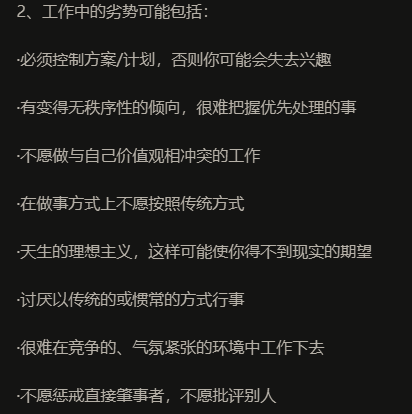 2、工作中的劣势可能包括：
·必须控制方案/计划，否则你可能会失去兴趣
·有变得无秩序性的倾向，很难把握优先处理的事
·不愿做与自己价值观相冲突的工作
·在做事方式上不愿按照传统方式
·天生的理想主义，这样可能使你得不到现实的期望
·讨厌以传统的或惯常的方式行事
·很难在竞争的、气氛紧张的环境中工作下去
·不愿惩戒直接肇事者，不愿批评别人